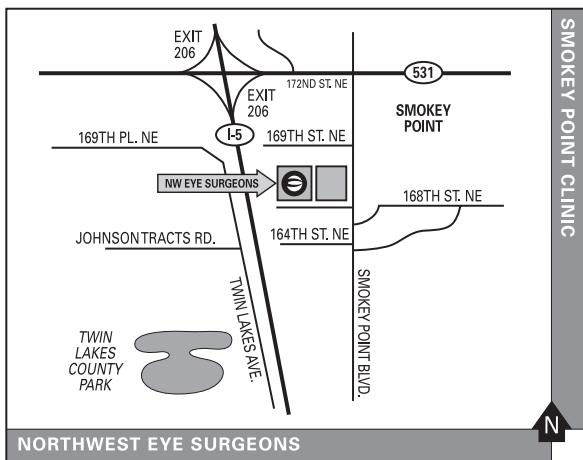 EXIT
206
531
172ND ST. NE
EXIT
206
SMOKEY
POINT
I-5
169TH PL. NE
169TH ST. NE
NW EYE SURGEONS
168TH ST. NE
164TH ST. NE
JOHNSON TRACTS RD.
TWIN LAKES AVE.
SMOKEY POINT BLVD.
TWIN
LAKES
COUNTY
PARK
SMOKEY POINT CLINIC
N
NORTHWEST EYE SURGEONS